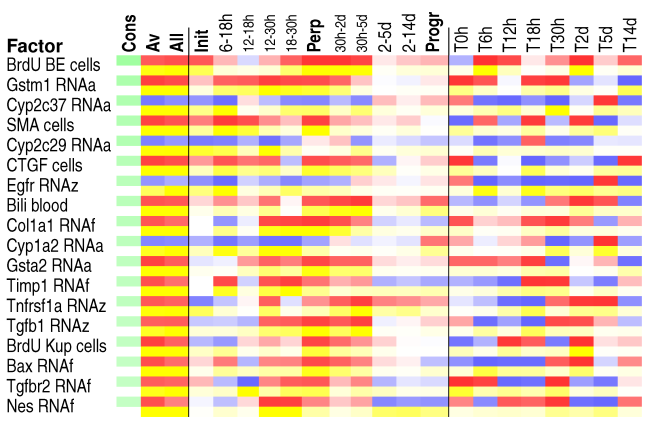 Factor Cons Av All Init 6-18h 12-18h 12-30h 18-30h Perp 30h-2d 30h-5d 2-5d 2-14d Progr T0h T6h T12h T18h T30h T2d T5d T14d
BrdU BE cells
Gstm1 RNAa
Cyp2c37 RNAa
SMA cells
Cyp2c29 RNAa
CTGF cells
Egfr RNAz
Bili blood
Col1a1 RNAf
Cyp1a2 RNAa
Gsta2 RNAa
Timp1 RNAf
Tnfrsf1a RNAz
Tgfb1 RNAz
BrdU Kup cells
Bax RNAf
Tgfbr2 RNAf
Nes RNAf